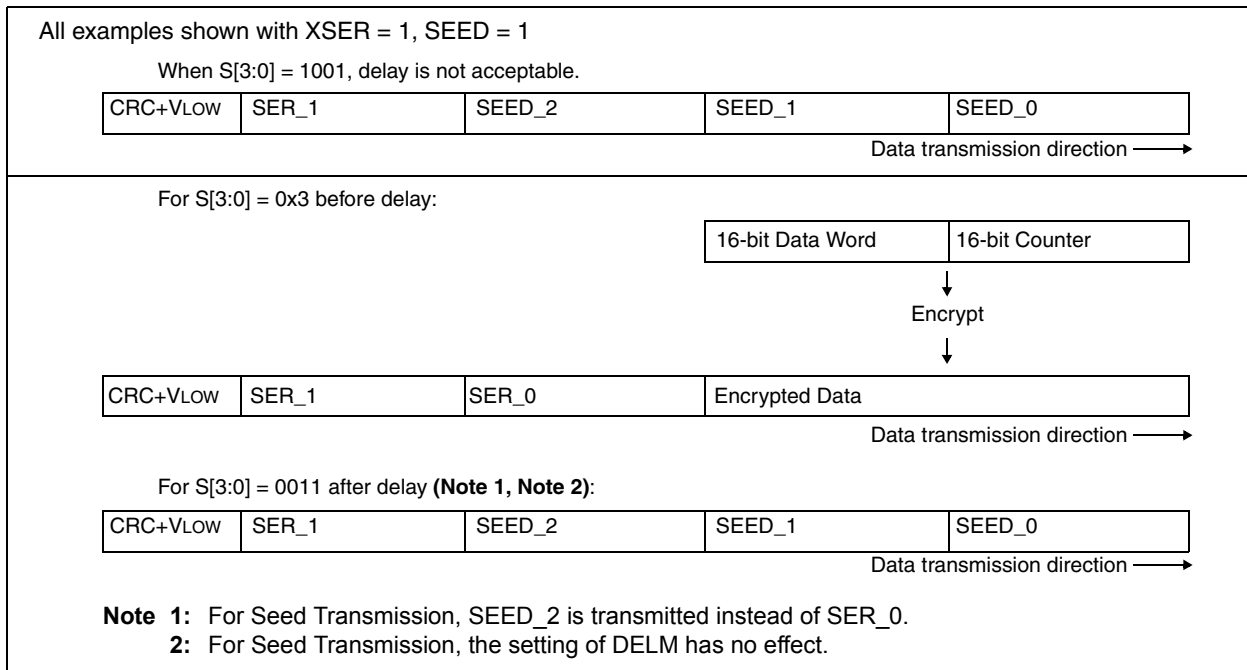 All examples shown with XSER = 1, SEED = 1
When S[3:0] = 1001, delay is not acceptable.
CRC+VLOW SER_1 SEED_2 SEED_1 SEED_0
Data transmission direction
For S[3:0] = 0x3 before delay:
16-bit Data Word 16-bit Counter
Encrypt
CRC+VLOW SER_1 SER_0 Encrypted Data
Data transmission direction
For S[3:0] = 0011 after delay (Note 1, Note 2):
CRC+VLOW SER_1 SEED_2 SEED_1 SEED_0
Data transmission direction
Note 1: For Seed Transmission, SEED_2 is transmitted instead of SER_0.
2: For Seed Transmission, the setting of DELM has no effect.